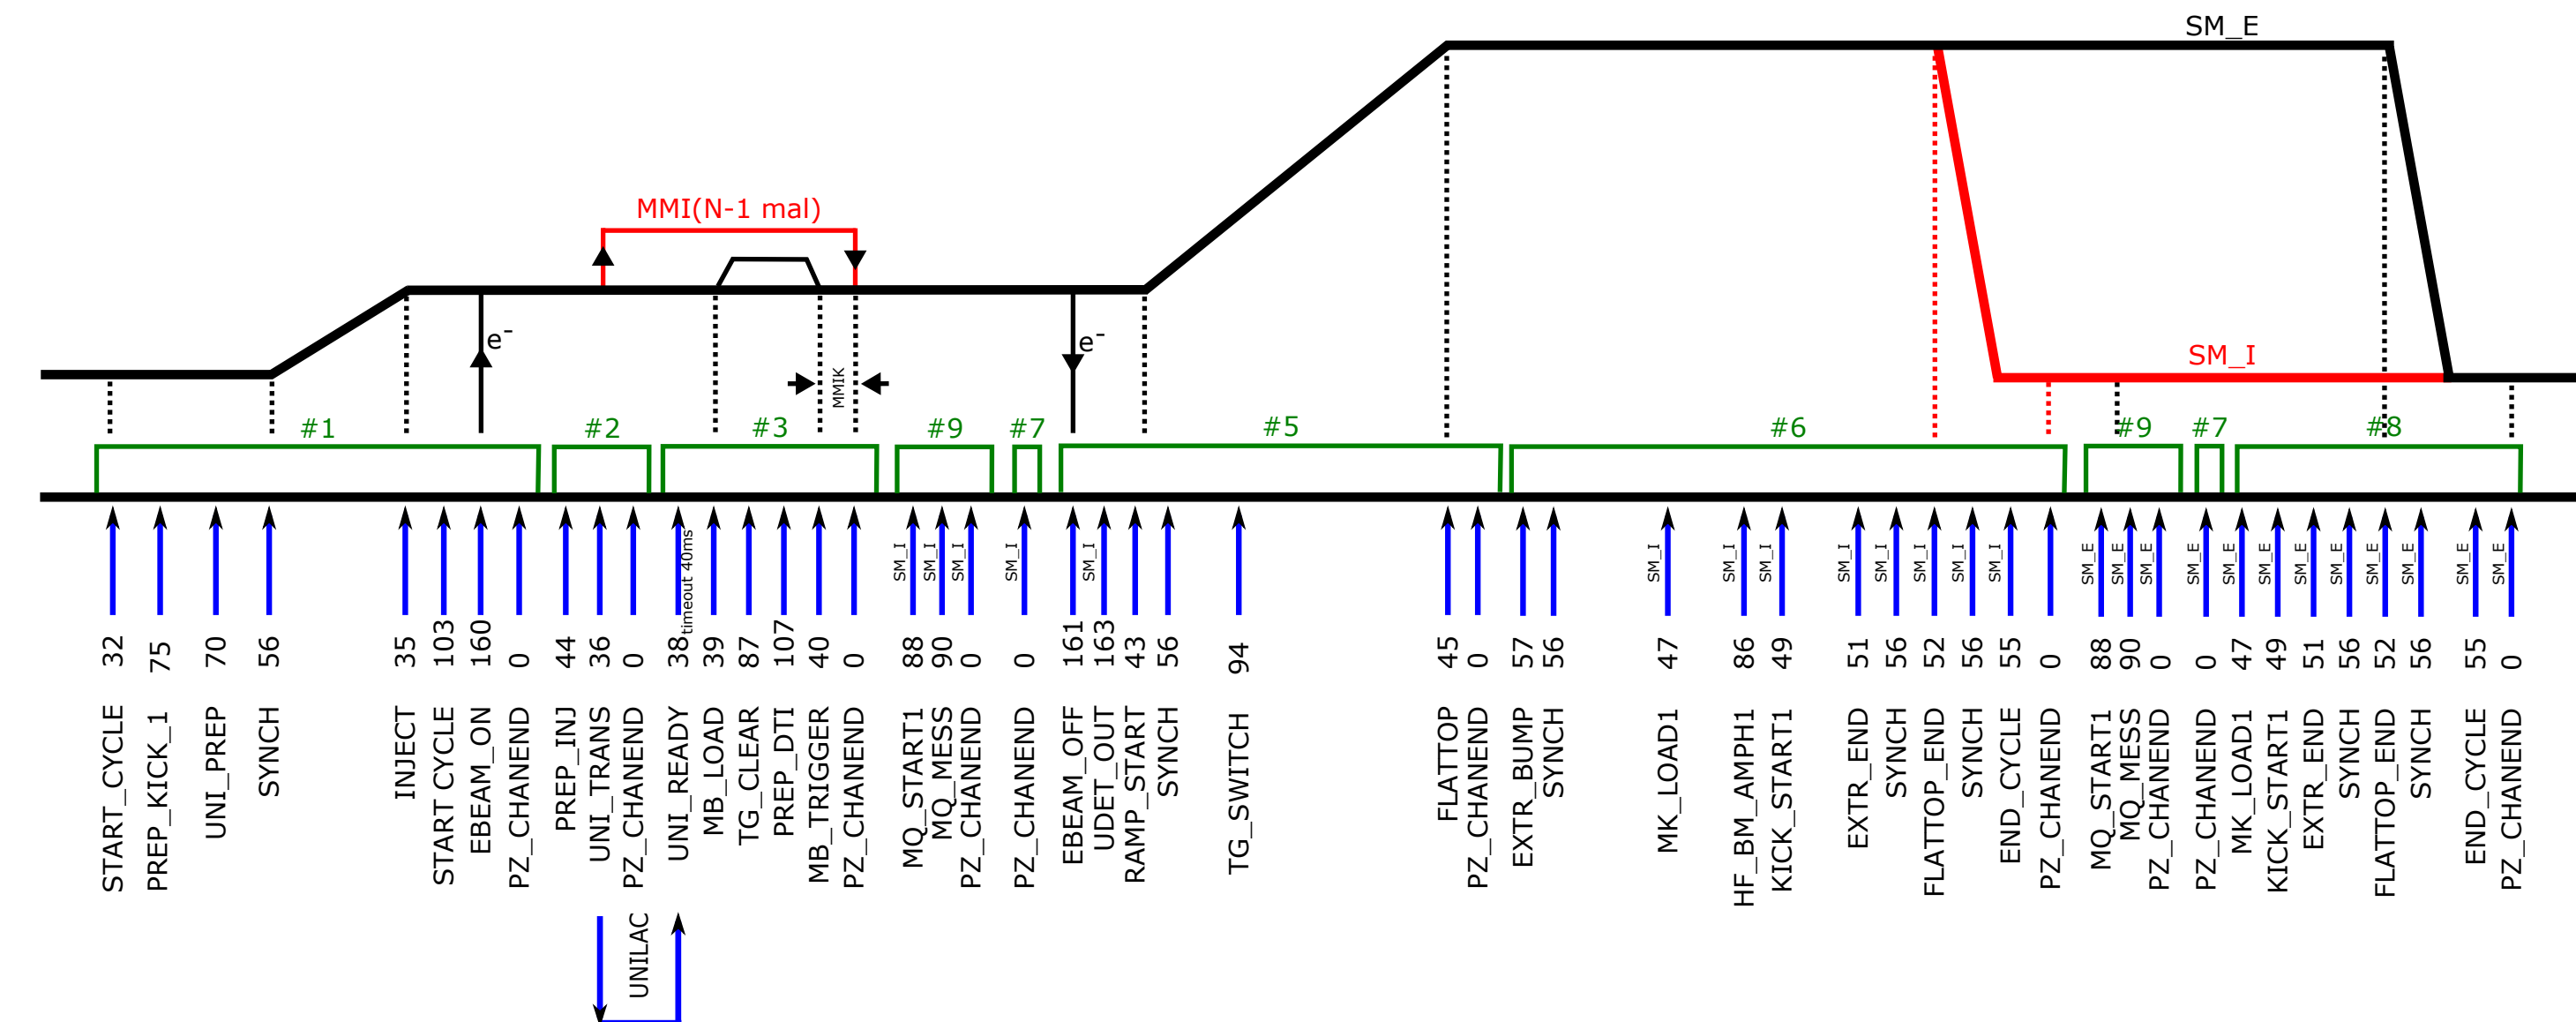 SM_E
MMI(N-1 mal)
e-
e-
MMIK
SM_I
#1
#2
#3
#9
#7
#5
#6
#9
#7
#8
32 START_CYCLE
75 PREP_KICK_1
70 UNI_PREP
56 SYNCH
35 INJECT
103 START CYCLE
160 EBEAM_ON
0 PZ_CHANEND
44 PREP_INJ
36 UNI_TRANS
0 PZ_CHANEND
timeout 40ms
38 UNI_READY
39 MB_LOAD
87 TG_CLEAR
107 PREP_DTI
40 MB_TRIGGER
0 PZ_CHANEND
SM_I 88 MQ_START1
SM_I 90 MQ_MESS
SM_I 0 PZ_CHANEND
SM_I 0 PZ_CHANEND
161 EBEAM_OFF
SM_I 163 UDET_OUT
43 RAMP_START
56 SYNCH
94 TG_SWITCH
45 FLATTOP
0 PZ_CHANEND
57 EXTR_BUMP
56 SYNCH
SM_I 47 MK_LOAD1
SM_I 86 HF_BM_AMPH1
SM_I 49 KICK_START1
SM_I 51 EXTR_END
SM_I 56 SYNCH
SM_I 52 FLATTOP_END
SM_I 56 SYNCH
SM_I 55 END_CYCLE
0 PZ_CHANEND
SM_E 88 MQ_START1
SM_E 90 MQ_MESS
SM_E 0 PZ_CHANEND
SM_E 0 PZ_CHANEND
SM_E 47 MK_LOAD1
SM_E 49 KICK_START1
SM_E 51 EXTR_END
SM_E 56 SYNCH
SM_E 52 FLATTOP_END
SM_E 56 SYNCH
SM_E 55 END_CYCLE
SM_E 0 PZ_CHANEND
UNILAC